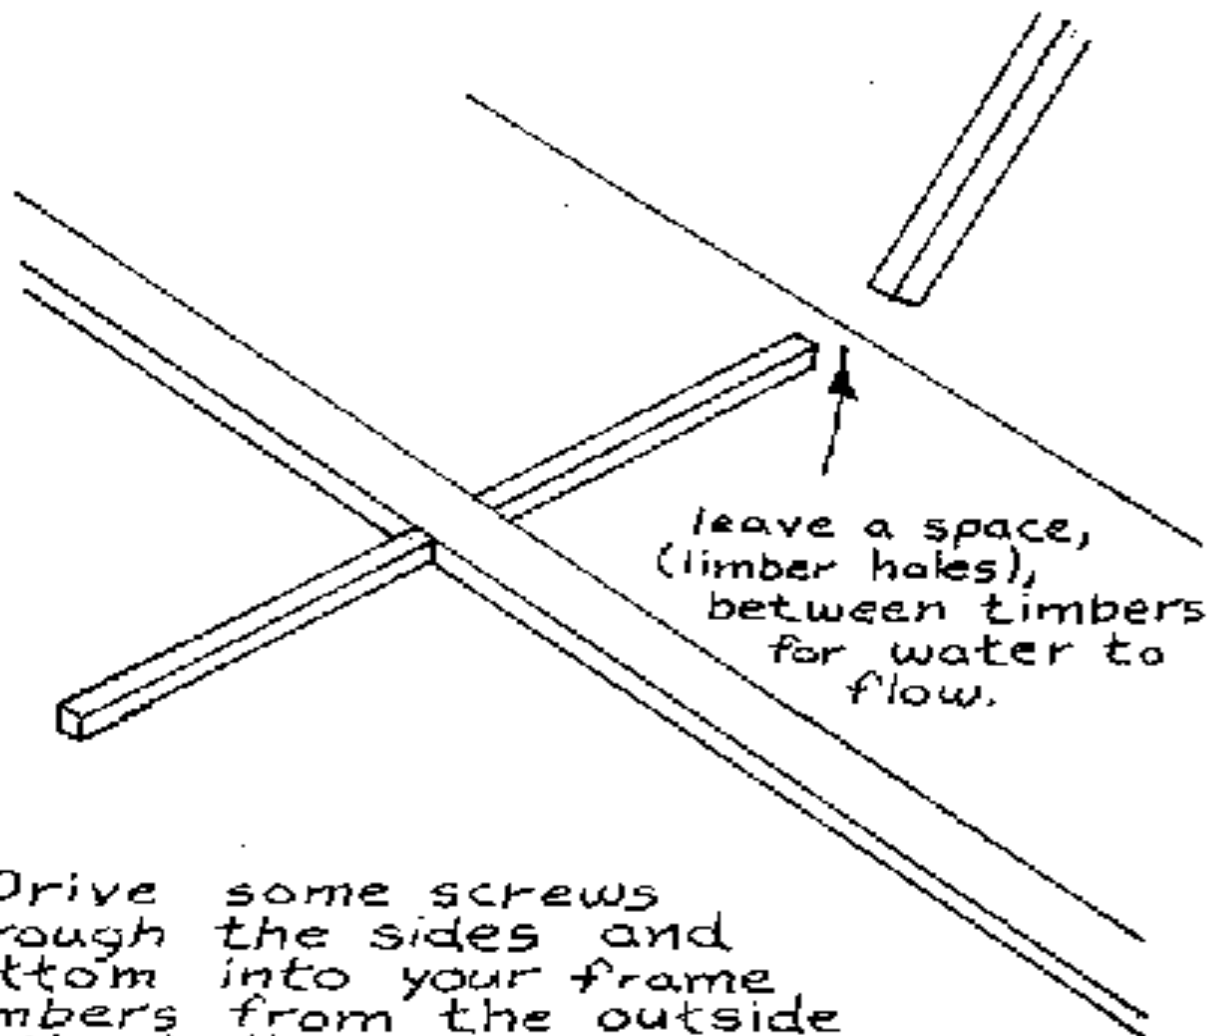 leave a space,
(limber holes),
between timbers
for water to
flow.
Drive some screws
rough the sides and
ttom into your frame
mbers from the outside